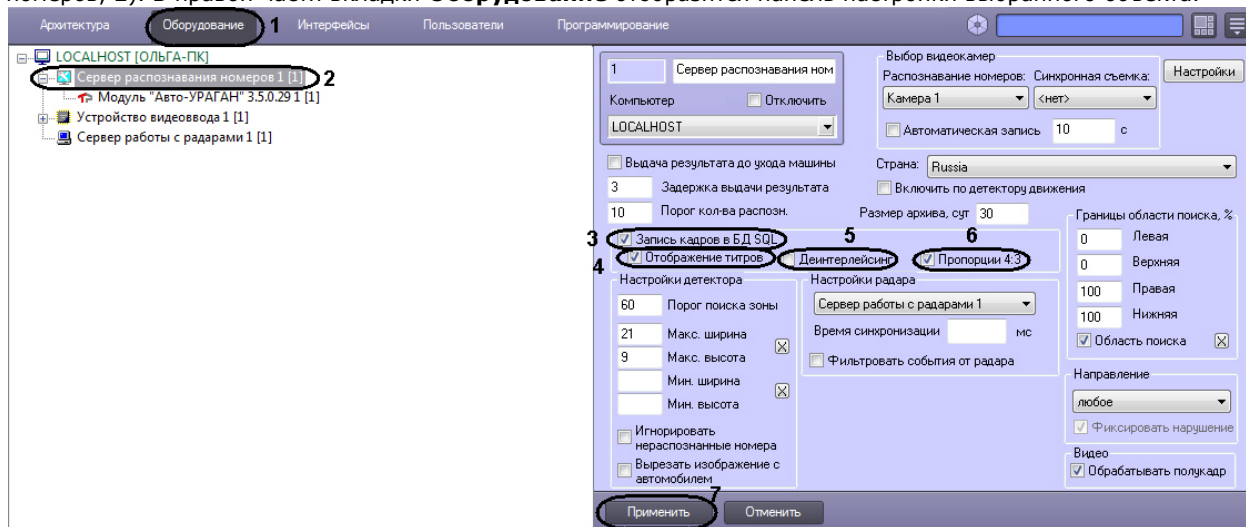 номеров, 2). В правой части вкладки Оборудование отобразится панель настройки выбранного объекта.
Архитектура Оборудование 1 Интерфейсы Пользователи Программирование
LOCALHOST [ОЛЬГА-ПК]
Сервер распознавания номеров 1 [1] 2
Модуль "Авто-УРАГАН" 3.5.0.29 1 [1]
Устройство видеоввода 1 [1]
Сервер работы с радарами 1 [1]
1 Сервер распознавания ном
Компьютер Отключить
LOCALHOST
Выбор видеокамер
Распознавание номеров: Синхронная съемка:
Камера 1 <нет>
Автоматическая запись 10 с
Настройки
Выдача результата до ухода машины
3 Задержка выдачи результата
10 Порог кол-ва распозн.
Страна: Russia
Включить по детектору движения
Размер архива, сут 30
3 Запись кадров в БД SQL 5 6
4 Отображение титров Деинтерлейсинг Пропорции 4:3
Границы области поиска, %
0 Левая
0 Верхняя
100 Правая
100 Нижняя
Область поиска
Настройки детектора
60 Порог поиска зоны
21 Макс. ширина
9 Макс. высота
Мин. ширина
Мин. высота
Игнорировать
нераспознанные номера
Вырезать изображение с
автомобилем
Настройки радара
Сервер работы с радарами 1
Время синхронизации мс
Фильтровать события от радара
Направление
любое
Фиксировать нарушение
Видео
Обрабатывать полукадр
7
Применить Отменить